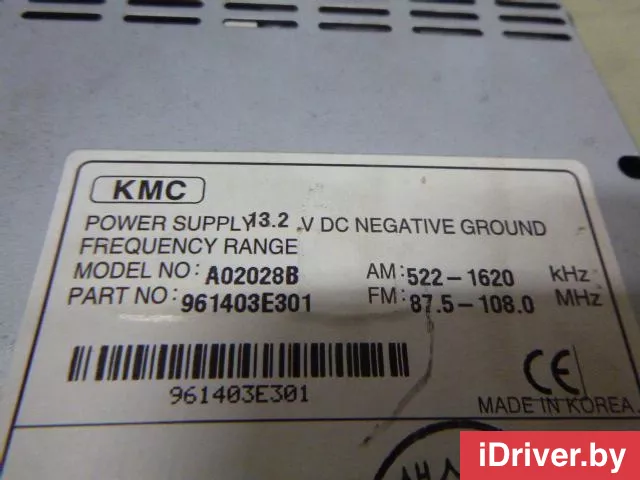 KMC
POWER SUPPLY 13.2 .V DC NEGATIVE GROUND
FREQUENCY RANGE
MODEL NO: A02028B AM: 522-1620 kHz
PART NO: 961403E301 FM: 87.5-108.0 MHz
961403E301
CE
MADE IN KOREA
iDriver.by